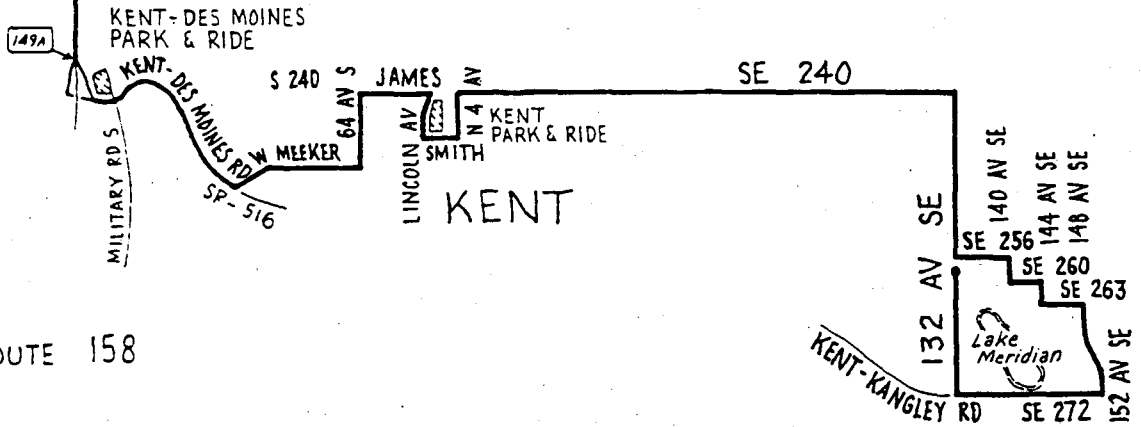 KENT-DES MOINES
PARK & RIDE
149A
KENT-DES MOINES RD
MILITARY RD S
SR-516
W MEEKER
S 240
64 AV S
JAMES
LINCOLN AV
SMITH
N 4 AV
KENT
PARK & RIDE
KENT
SE 240
132 AV SE
140 AV SE
144 AV SE
148 AV SE
SE 256
SE 260
SE 263
Lake
Meridian
152 AV SE
KENT-KANGLEY RD
SE 272
OUTE 158